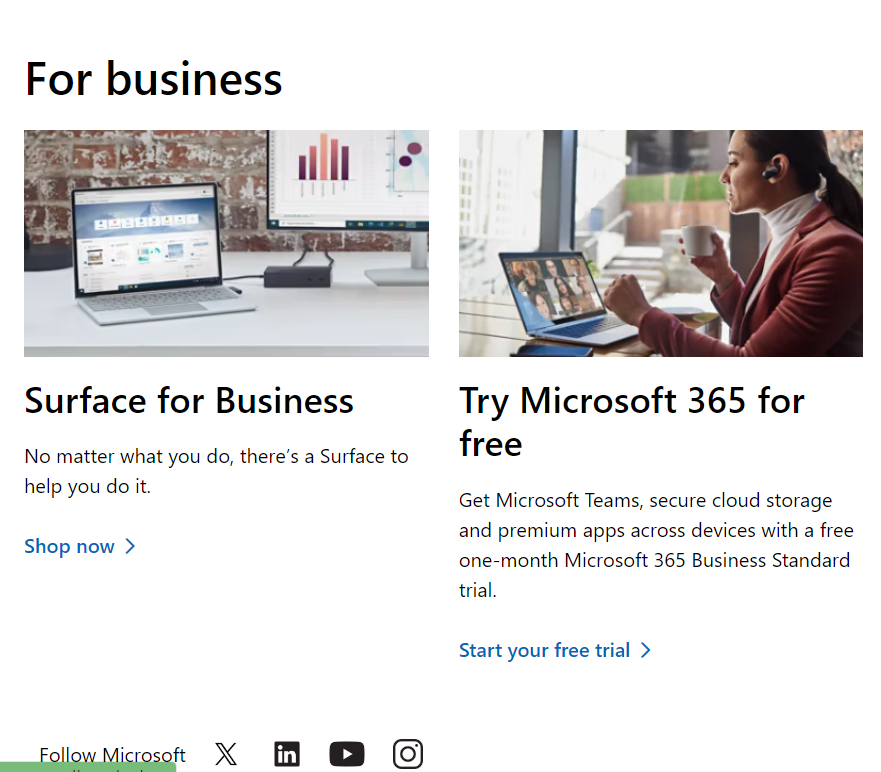 For business
Surface for Business
No matter what you do, there’s a Surface to
help you do it.
Shop now
Try Microsoft 365 for
free
Get Microsoft Teams, secure cloud storage
and premium apps across devices with a free
one-month Microsoft 365 Business Standard
trial.
Start your free trial
Follow Microsoft